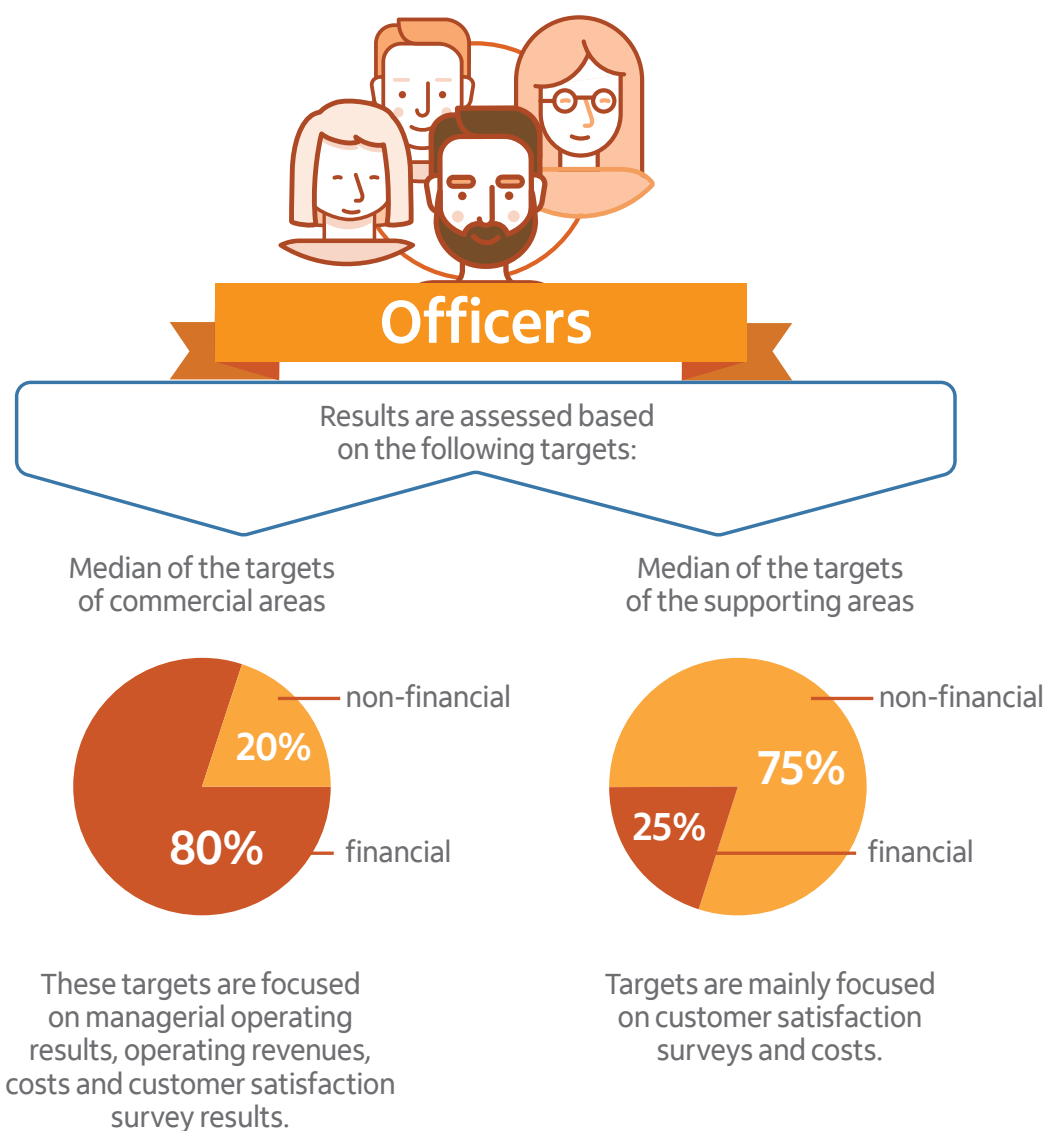 Officers
Results are assessed based
on the following targets:
Median of the targets
of commercial areas
non-financial
20%
80%
financial
These targets are focused
on managerial operating
results, operating revenues,
costs and customer satisfaction
survey results.
Median of the targets
of the supporting areas
non-financial
75%
25%
financial
Targets are mainly focused
on customer satisfaction
surveys and costs.